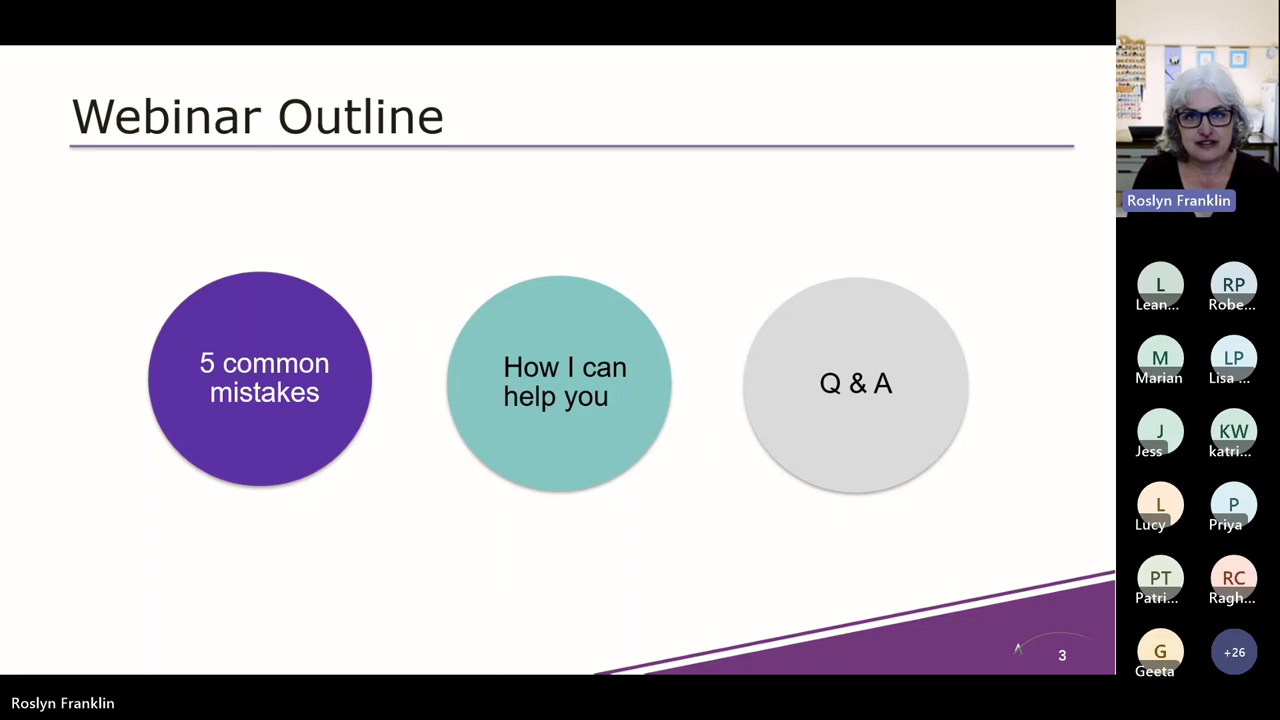 Webinar Outline
5 common
mistakes
How I can
help you
Q & A
3
Roslyn Franklin
L
Lean...
RP
Robe...
M
Marian
LP
Lisa ...
J
Jess
KW
katri...
L
Lucy
P
Priya
PT
Patri...
RC
Ragh...
G
Geeta
+26
Roslyn Franklin